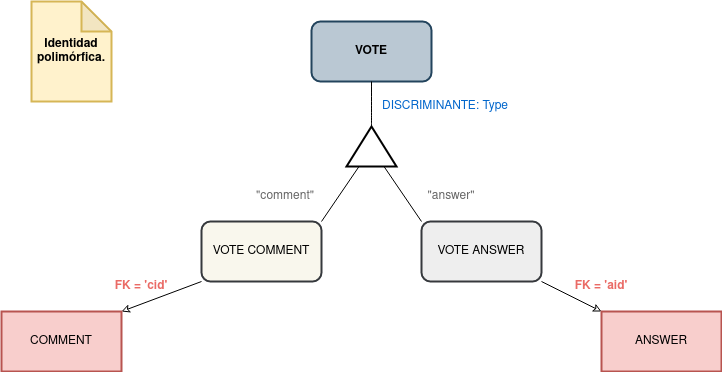 Identidad
polimórfica.
VOTE
DISCRIMINANTE: Type
"comment"
"answer"
VOTE COMMENT
VOTE ANSWER
FK = 'cid'
FK = 'aid'
COMMENT
ANSWER